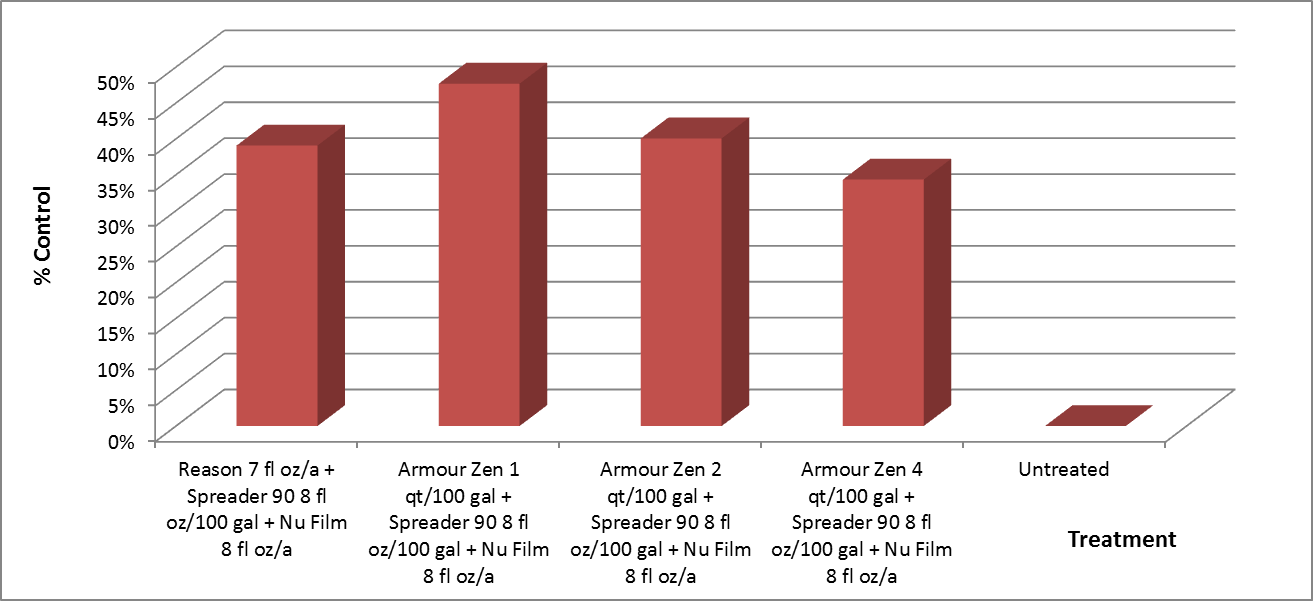 50%
45%
40%
35%
30%
25%
20%
15%
10%
5%
0%
% Control
Reason 7 fl oz/a +
Spreader 90 8 fl
oz/100 gal + Nu Film
8 fl oz/a
Armour Zen 1
qt/100 gal +
Spreader 90 8 fl
oz/100 gal + Nu Film
8 fl oz/a
Armour Zen 2
qt/100 gal +
Spreader 90 8 fl
oz/100 gal + Nu Film
8 fl oz/a
Armour Zen 4
qt/100 gal +
Spreader 90 8 fl
oz/100 gal + Nu Film
8 fl oz/a
Untreated
Treatment